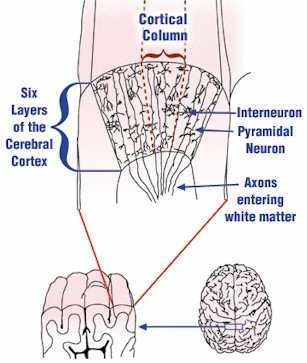 Cortical
Column
Six
Layers
of the
Cerebral
Cortex
Interneuron
Pyramidal
Neuron
Axons
entering
white matter